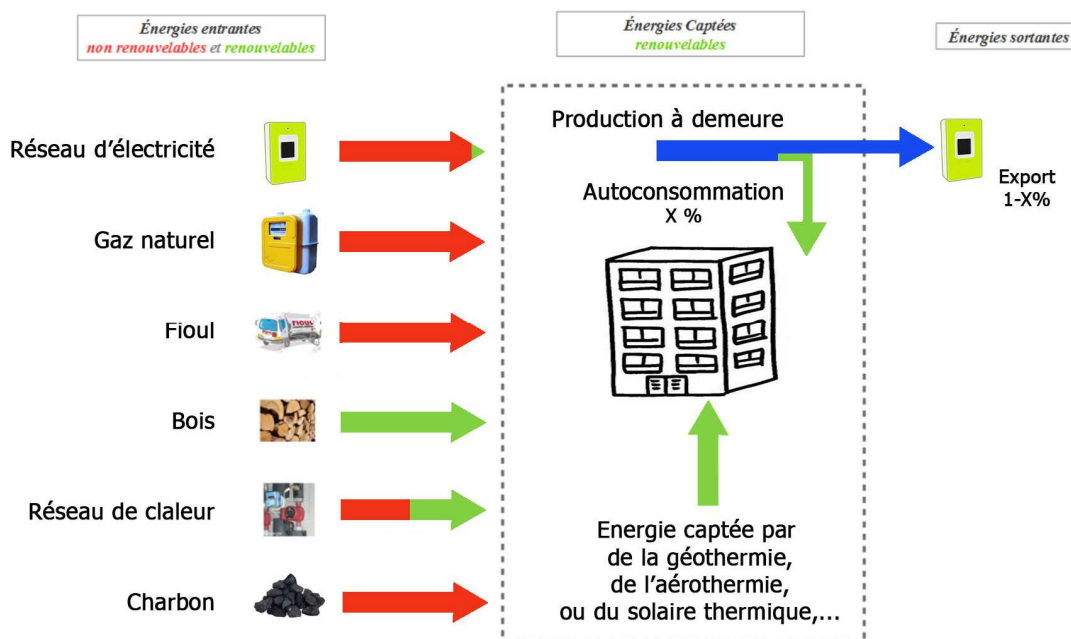 Énergies entrantes
non renouvelables et renouvelables
Énergies Captées
renouvelables
Énergies sortantes
Réseau d'électricité
Production à demeure
Autoconsommation
X %
Export
1-X%
Gaz naturel
Fioul
FIOUL
Bois
Réseau de claleur
Charbon
Energie captée par
de la géothermie,
de l'aérothermie,
ou du solaire thermique,...